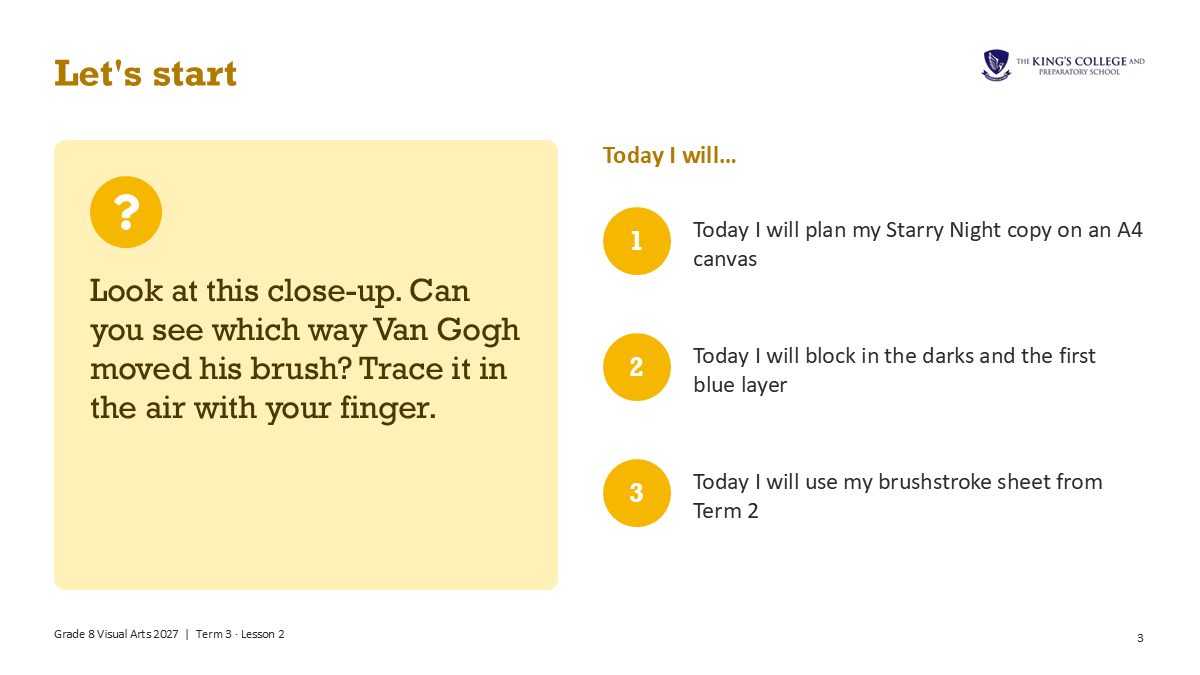 Let's start
THE KING'S COLLEGE AND
PREPARATORY SCHOOL
?
Look at this close-up. Can
you see which way Van Gogh
moved his brush? Trace it in
the air with your finger.
Today I will...
1
Today I will plan my Starry Night copy on an A4
canvas
2
Today I will block in the darks and the first
blue layer
3
Today I will use my brushstroke sheet from
Term 2
Grade 8 Visual Arts 2027 | Term 3 · Lesson 2
3